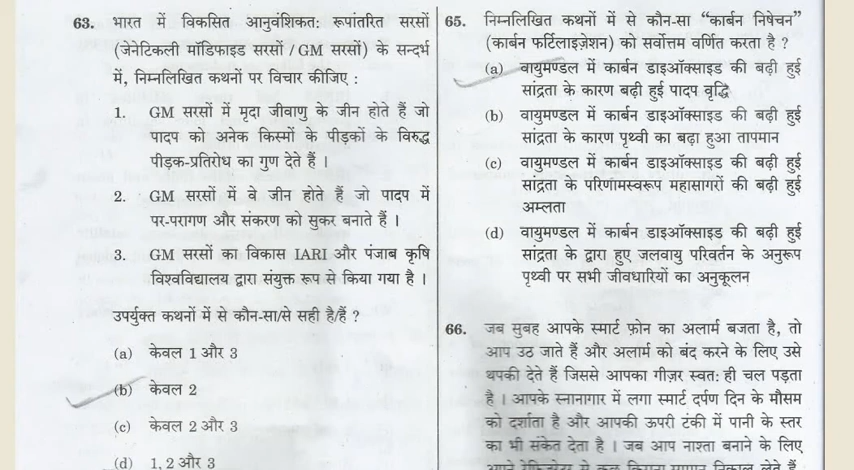 63. भारत में विकसित आनुवंशिकत: रूपांतरित सरसों
(जेनेटिकली मॉडिफाइड सरसों / GM सरसों) के सन्दर्भ
में, निम्नलिखित कथनों पर विचार कीजिए :
1. GM सरसों में मृदा जीवाणु के जीन होते हैं जो
पादप को अनेक किस्मों के पीड़कों के विरुद्ध
पीड़क-प्रतिरोध का गुण देते हैं ।
2. GM सरसों में वे जीन होते हैं जो पादप में
पर-परागण और संकरण को सुकर बनाते हैं ।
3. GM सरसों का विकास IARI और पंजाब कृषि
विश्वविद्यालय द्वारा संयुक्त रूप से किया गया है ।
उपर्युक्त कथनों में से कौन-सा/से सही है/हैं ?
(a) केवल 1 और 3
(b) केवल 2
(c) केवल 2 और 3
(d) 1, 2 और 3
65. निम्नलिखित कथनों में से कौन-सा “कार्बन निषेचन”
(कार्बन फर्टिलाइज़ेशन) को सर्वोत्तम वर्णित करता है ?
(a) वायुमण्डल में कार्बन डाइऑक्साइड की बढ़ी हुई
सांद्रता के कारण बढ़ी हुई पादप वृद्धि
(b) वायुमण्डल में कार्बन डाइऑक्साइड की बढ़ी हुई
सांद्रता के कारण पृथ्वी का बढ़ा हुआ तापमान
(c) वायुमण्डल में कार्बन डाइऑक्साइड की बढ़ी हुई
सांद्रता के परिणामस्वरूप महासागरों की बढ़ी हुई
अम्लता
(d) वायुमण्डल में कार्बन डाइऑक्साइड की बढ़ी हुई
सांद्रता के द्वारा हुए जलवायु परिवर्तन के अनुरूप
पृथ्वी पर सभी जीवधारियों का अनुकूलन
66. जब सुबह आपके स्मार्ट फ़ोन का अलार्म बजता है, तो
आप उठ जाते हैं और अलार्म को बंद करने के लिए उसे
थपकी देते हैं जिससे आपका गीज़र स्वत: ही चल पड़ता
है । आपके स्नानागार में लगा स्मार्ट दर्पण दिन के मौसम
को दर्शाता है और आपकी ऊपरी टंकी में पानी के स्तर
का भी संकेत देता है । जब आप नाश्ता बनाने के लिए